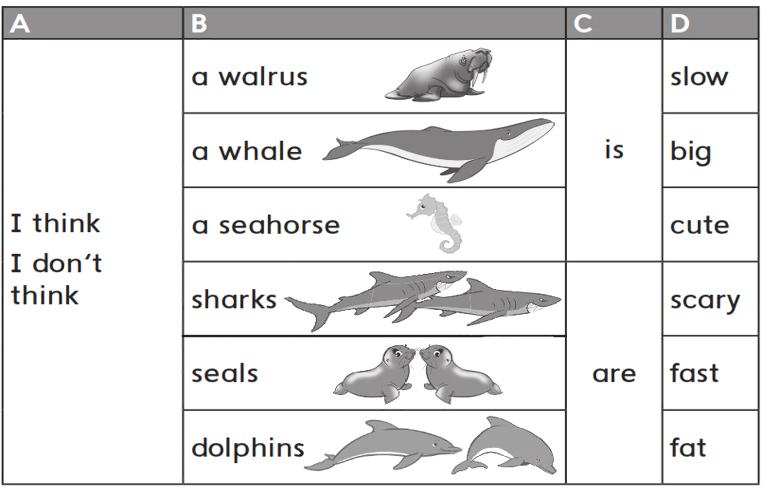 A B C D
a walrus slow
a whale is big
a seahorse cute
I think
I don't
think
sharks scary
seals are fast
dolphins fat